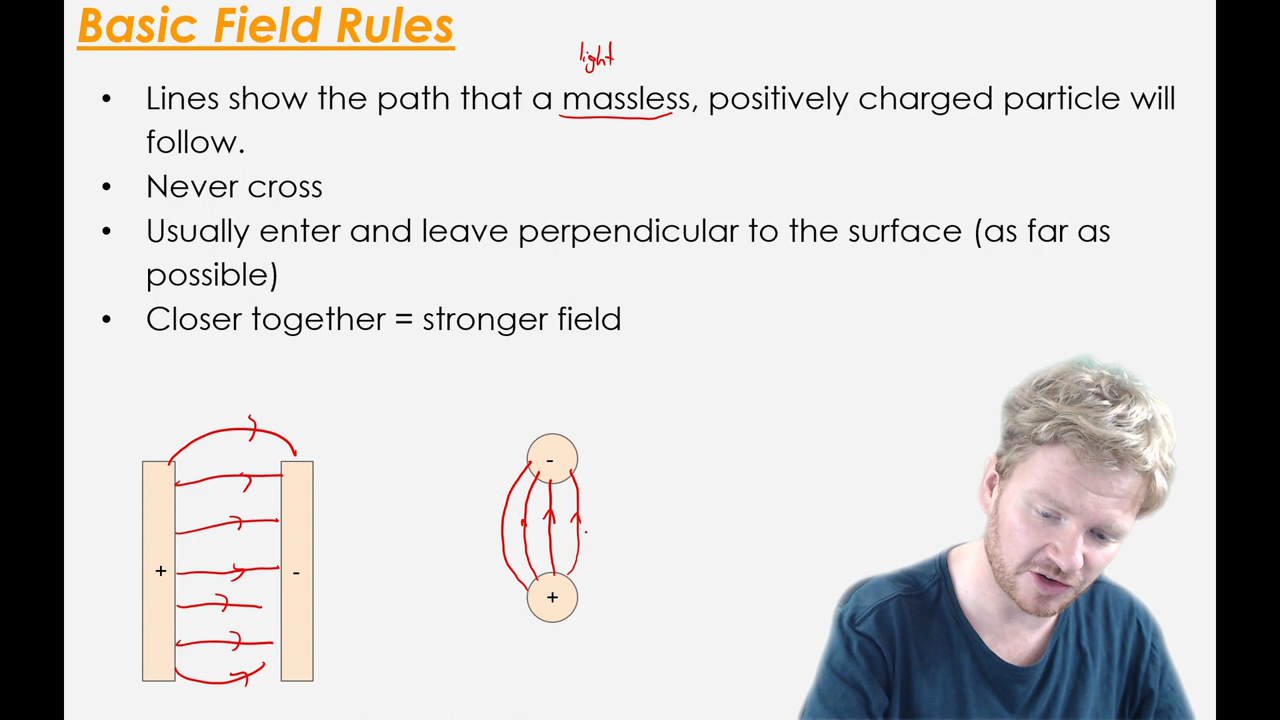 Basic Field Rules
light
• Lines show the path that a massless, positively charged particle will
follow.
• Never cross
• Usually enter and leave perpendicular to the surface (as far as
possible)
• Closer together = stronger field
-
+ -
+